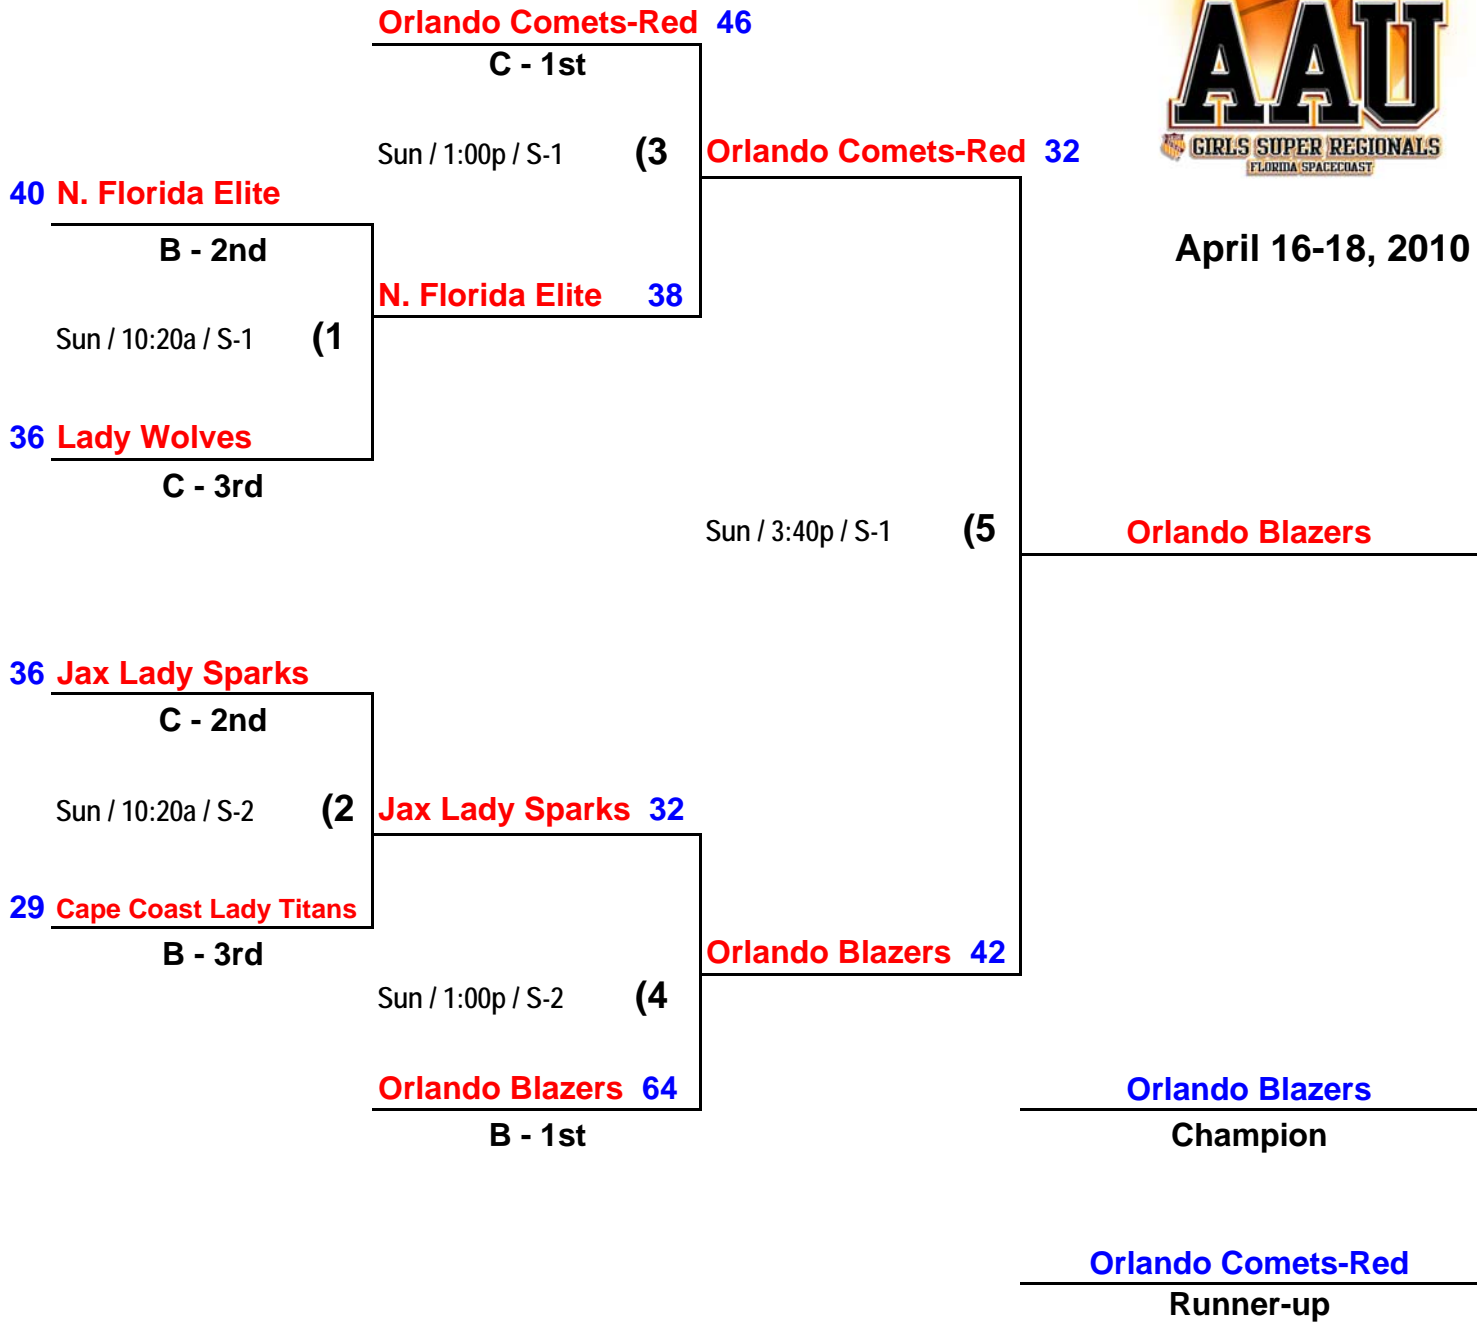 Orlando Comets-Red 46
C - 1st
AAU
GIRLS SUPER REGIONALS
FLORIDA SPACECOAST
Sun / 1:00p / S-1 (3
Orlando Comets-Red 32
40 N. Florida Elite
B - 2nd
April 16-18, 2010
N. Florida Elite 38
Sun / 10:20a / S-1 (1
36 Lady Wolves
C - 3rd
Sun / 3:40p / S-1 (5
Orlando Blazers
36 Jax Lady Sparks
C - 2nd
Sun / 10:20a / S-2 (2
Jax Lady Sparks 32
29 Cape Coast Lady Titans
B - 3rd
Orlando Blazers 42
Sun / 1:00p / S-2 (4
Orlando Blazers 64
B - 1st
Orlando Blazers
Champion
Orlando Comets-Red
Runner-up